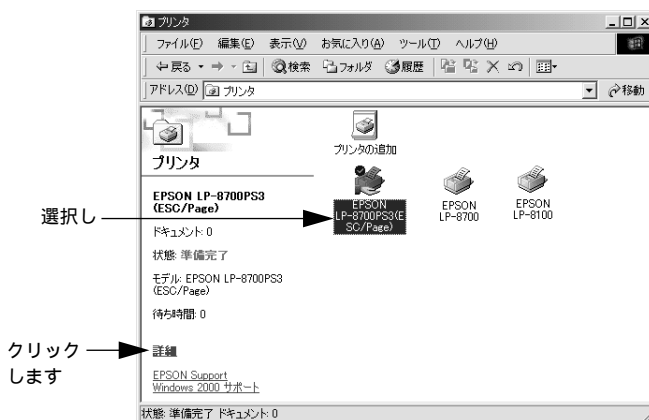 プリンタ
ファイル(F) 編集(E) 表示(V) お気に入り(A) ツール(T) ヘルプ(H)
戻る 検索 フォルダ 履歴
アドレス(D) プリンタ 移動
プリンタ
EPSON LP-8700PS3
(ESC/Page)
ドキュメント: 0
状態: 準備完了
モデル: EPSON LP-8700PS3
(ESC/Page)
待ち時間: 0
詳細
EPSON Support
Windows 2000 サポート
プリンタの追加
EPSON
LP-8700PS3(E
SC/Page)
EPSON
LP-8700
EPSON
LP-8100
選択し
クリック
します
状態: 準備完了 ドキュメント: 0